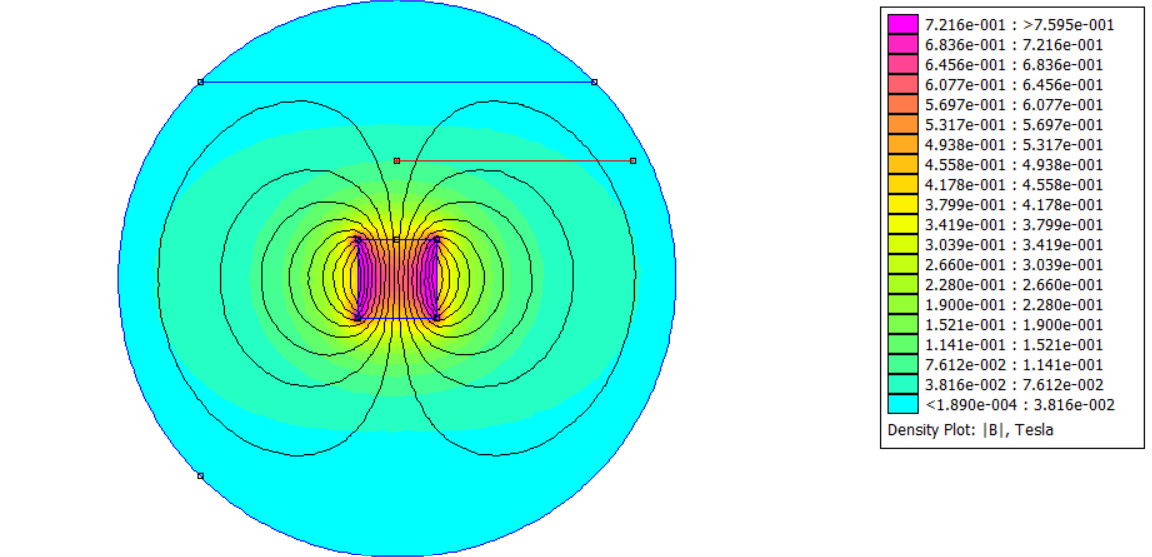 7.216e-001 : >7.595e-001
6.836e-001 : 7.216e-001
6.456e-001 : 6.836e-001
6.077e-001 : 6.456e-001
5.697e-001 : 6.077e-001
5.317e-001 : 5.697e-001
4.938e-001 : 5.317e-001
4.558e-001 : 4.938e-001
4.178e-001 : 4.558e-001
3.799e-001 : 4.178e-001
3.419e-001 : 3.799e-001
3.039e-001 : 3.419e-001
2.660e-001 : 3.039e-001
2.280e-001 : 2.660e-001
1.900e-001 : 2.280e-001
1.521e-001 : 1.900e-001
1.141e-001 : 1.521e-001
7.612e-002 : 1.141e-001
3.816e-002 : 7.612e-002
<1.890e-004 : 3.816e-002
Density Plot: |B|, Tesla